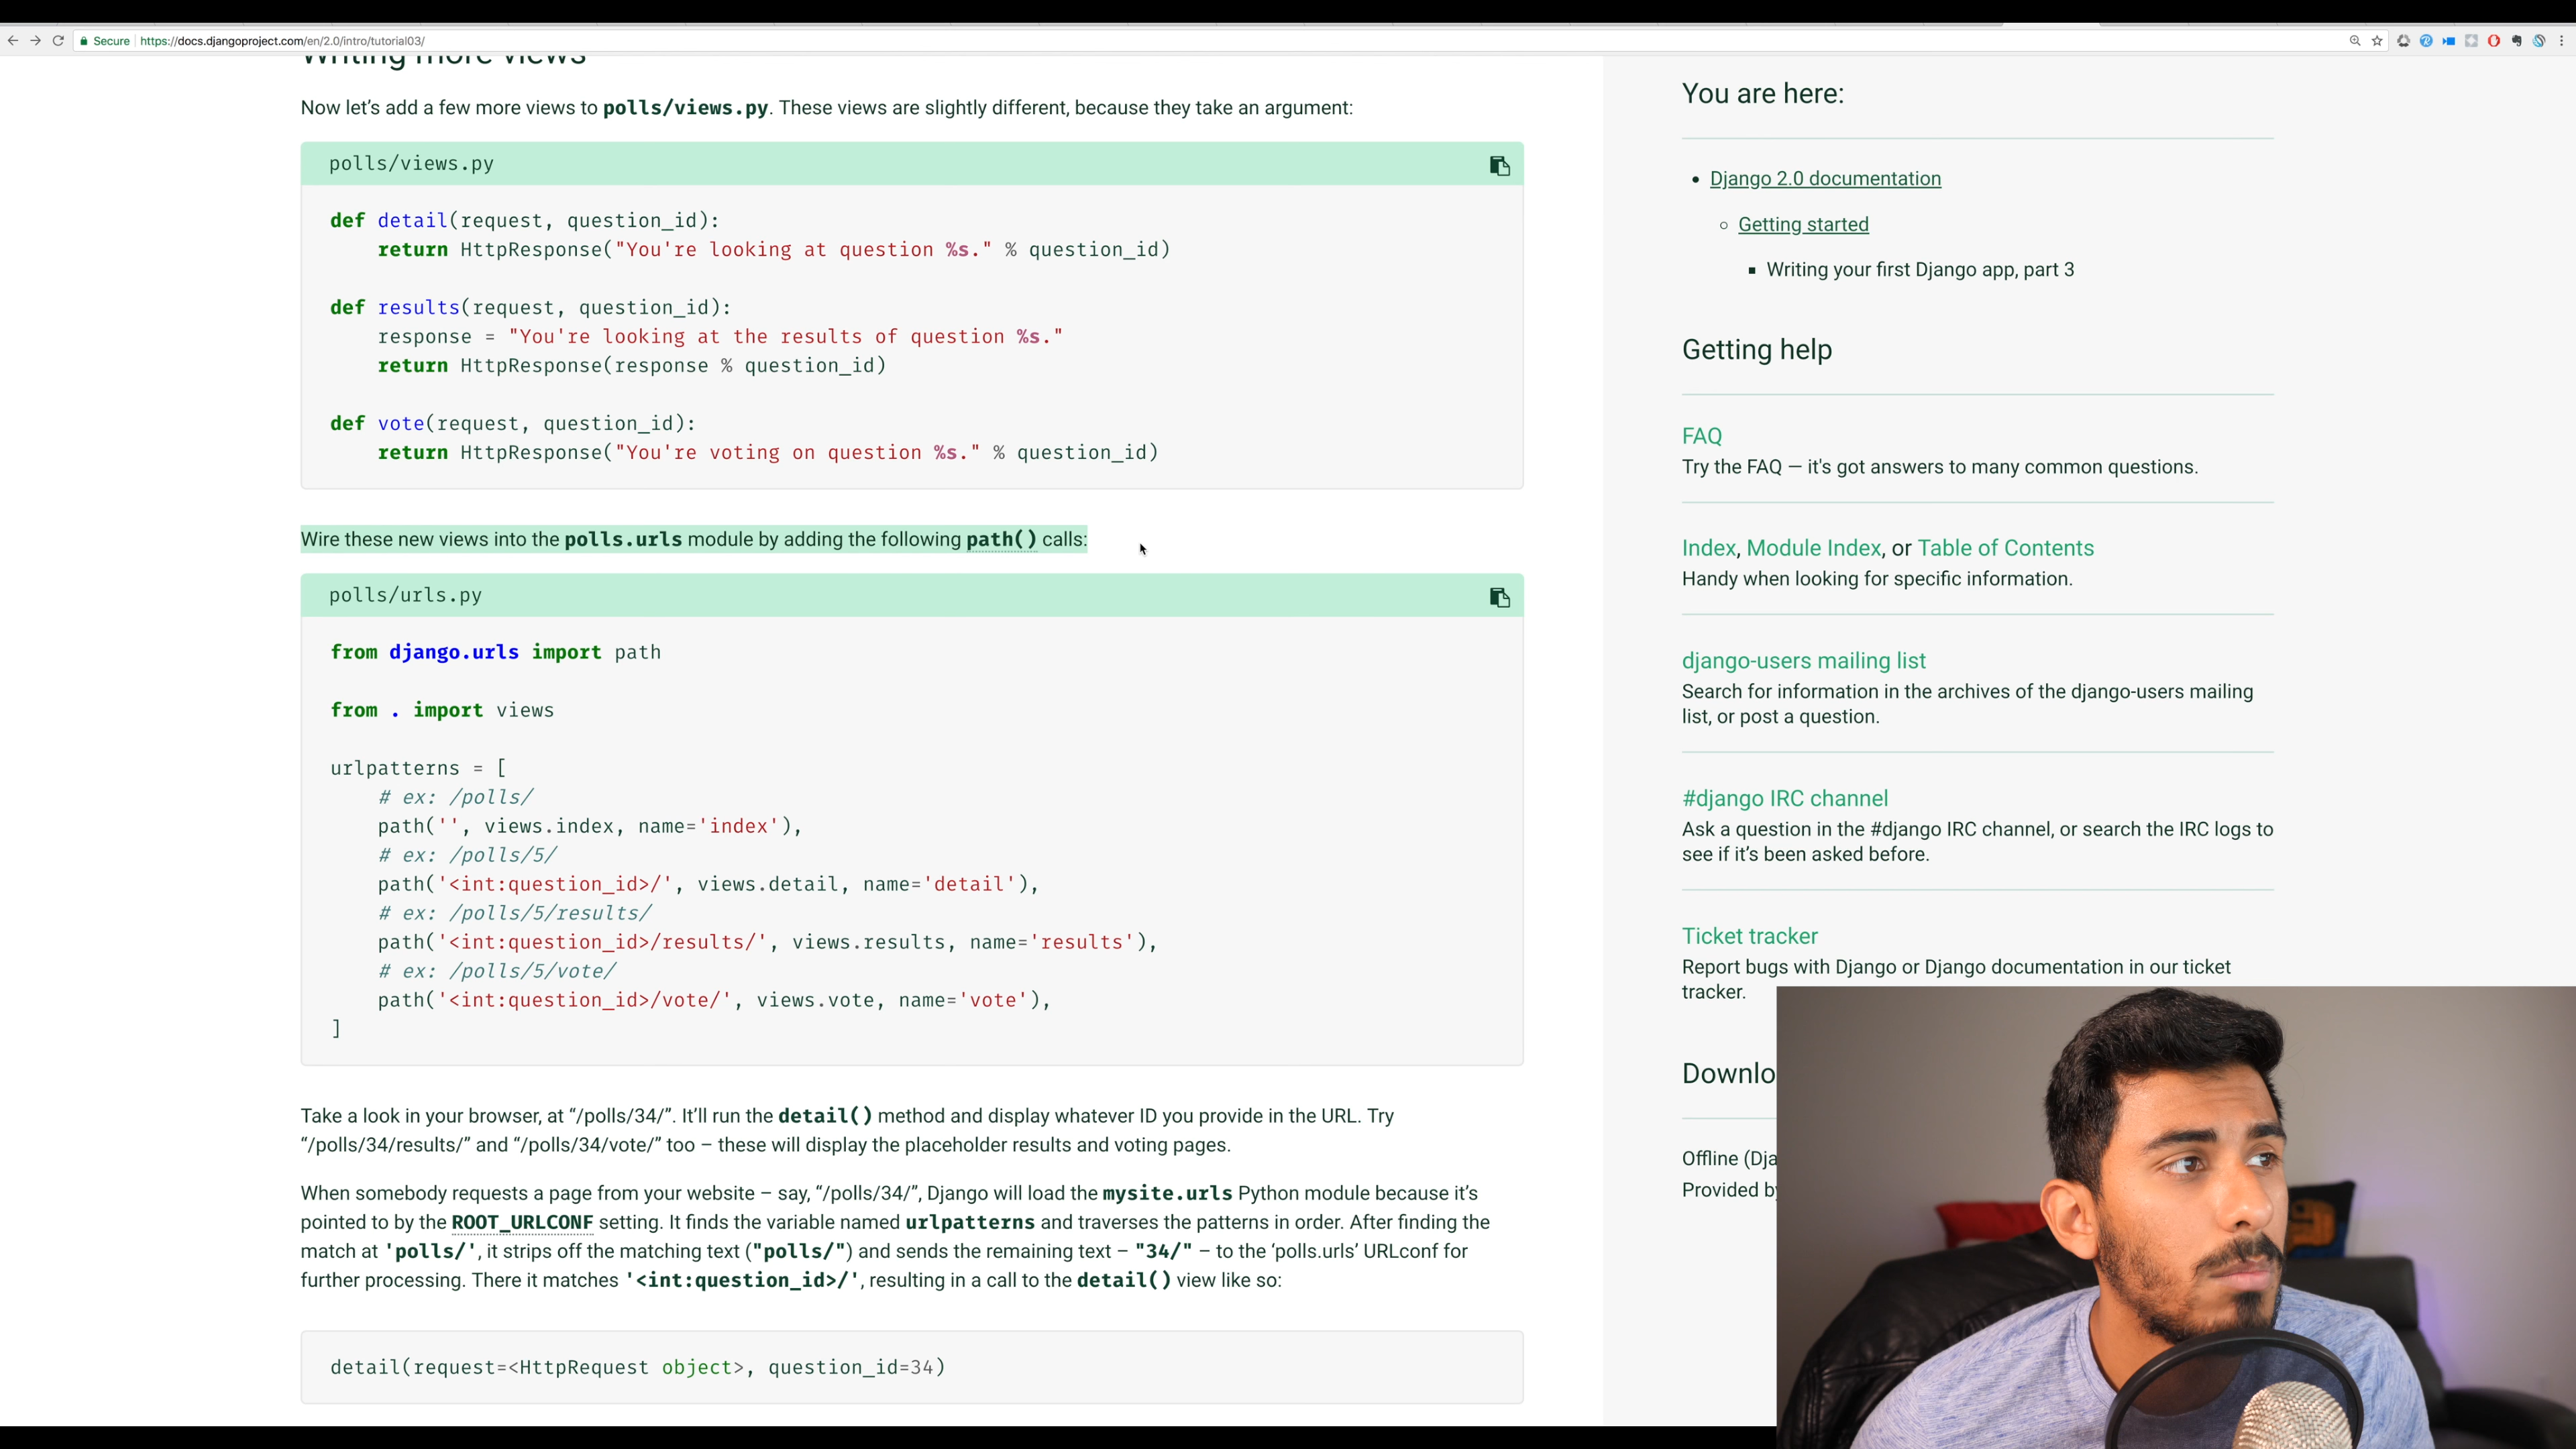 Secure https://docs.djangoproject.com/en/2.0/intro/tutorial03/
Writing more views
Now let's add a few more views to polls/views.py. These views are slightly different, because they take an argument:
polls/views.py
def detail(request, question_id):
    return HttpResponse("You're looking at question %s." % question_id)
def results(request, question_id):
    response = "You're looking at the results of question %s."
    return HttpResponse(response % question_id)
def vote(request, question_id):
    return HttpResponse("You're voting on question %s." % question_id)
Wire these new views into the polls.urls module by adding the following path() calls:
polls/urls.py
from django.urls import path
from . import views
urlpatterns = [
    # ex: /polls/
    path('', views.index, name='index'),
    # ex: /polls/5/
    path('<int:question_id>/', views.detail, name='detail'),
    # ex: /polls/5/results/
    path('<int:question_id>/results/', views.results, name='results'),
    # ex: /polls/5/vote/
    path('<int:question_id>/vote/', views.vote, name='vote'),
]
Take a look in your browser, at “/polls/34/”. It’ll run the detail() method and display whatever ID you provide in the URL. Try
“/polls/34/results/” and “/polls/34/vote/” too – these will display the placeholder results and voting pages.
When somebody requests a page from your website – say, “/polls/34/”, Django will load the mysite.urls Python module because it’s
pointed to by the ROOT_URLCONF setting. It finds the variable named urlpatterns and traverses the patterns in order. After finding the
match at 'polls/', it strips off the matching text ("polls/") and sends the remaining text – "34/" – to the ‘polls.urls’ URLconf for
further processing. There it matches '<int:question_id>/', resulting in a call to the detail() view like so:
detail(request=<HttpRequest object>, question_id=34)
You are here:
Django 2.0 documentation
Getting started
Writing your first Django app, part 3
Getting help
FAQ
Try the FAQ — it's got answers to many common questions.
Index, Module Index, or Table of Contents
Handy when looking for specific information.
django-users mailing list
Search for information in the archives of the django-users mailing
list, or post a question.
#django IRC channel
Ask a question in the #django IRC channel, or search the IRC logs to
see if it’s been asked before.
Ticket tracker
Report bugs with Django or Django documentation in our ticket
tracker.
Downlo
Offline (Dja
Provided by